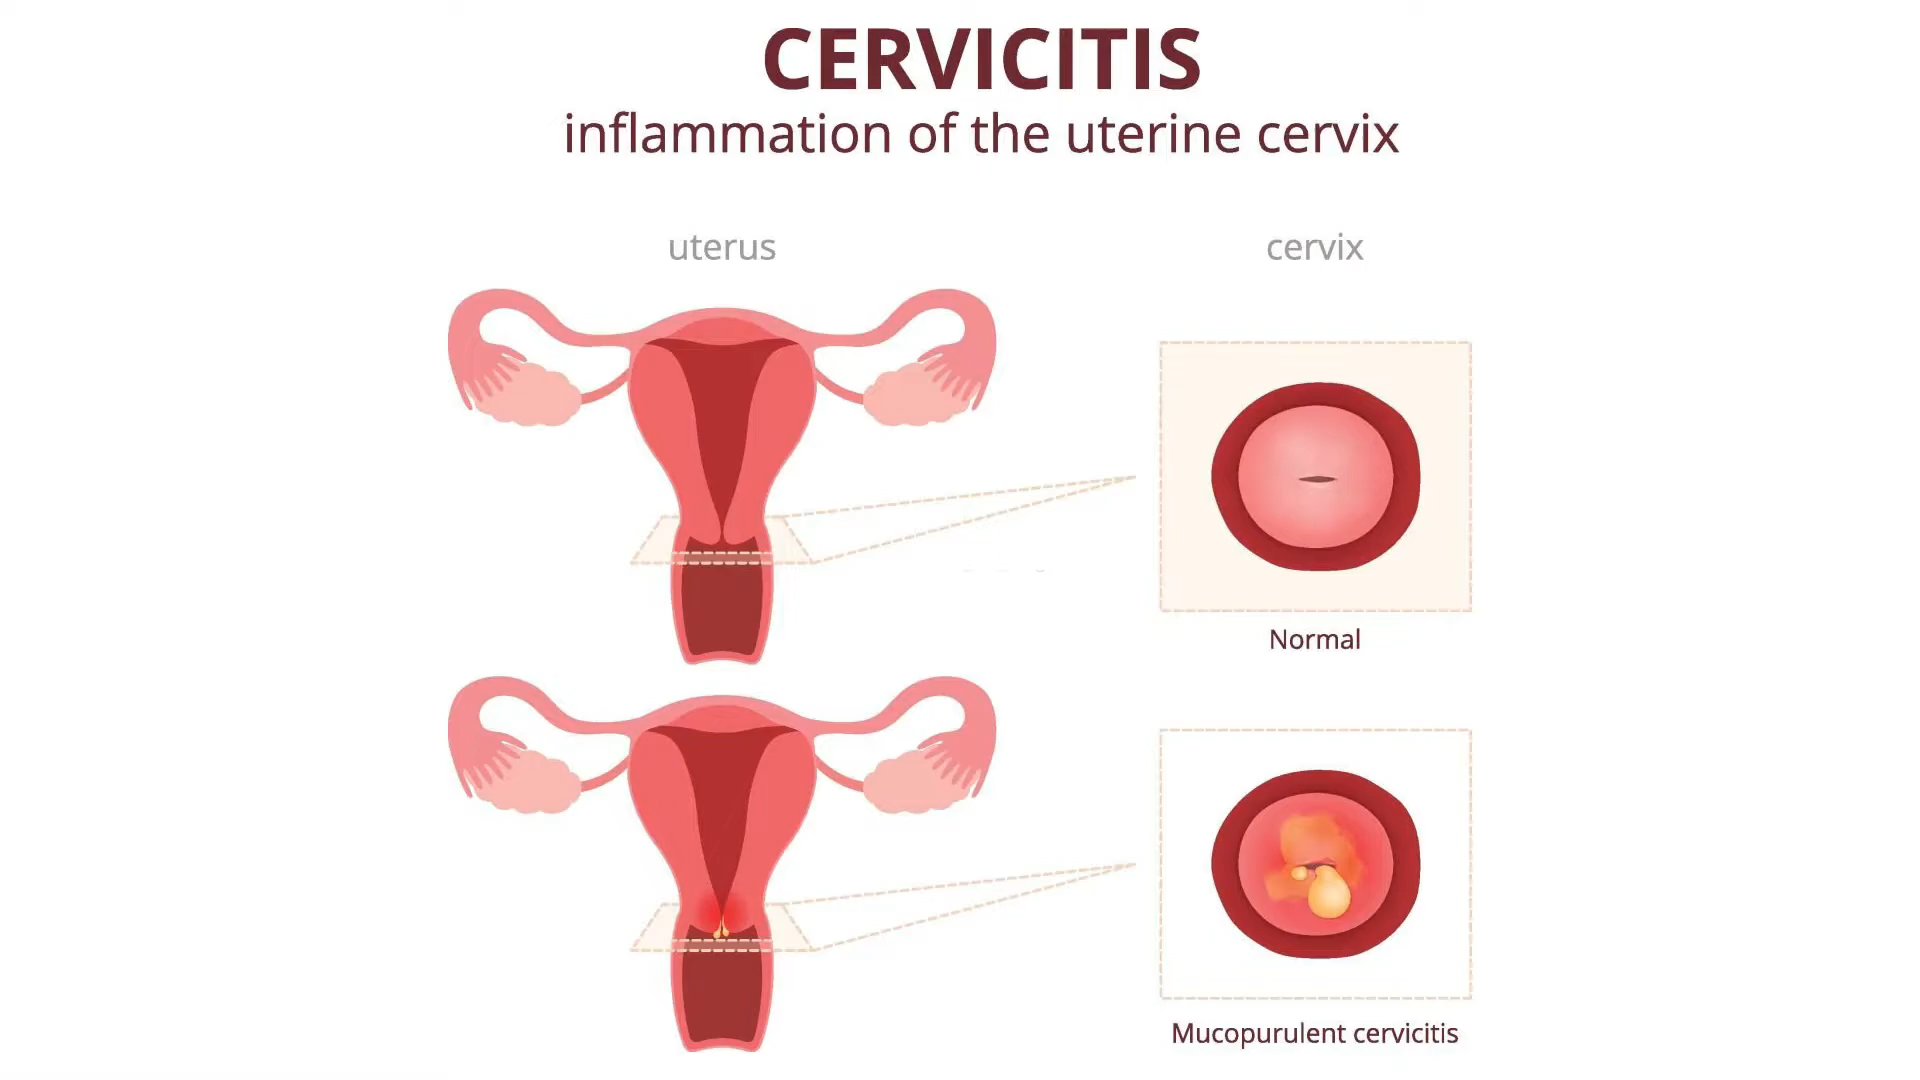 CERVICITIS
inflammation of the uterine cervix
uterus
cervix
Normal
Mucopurulent cervicitis